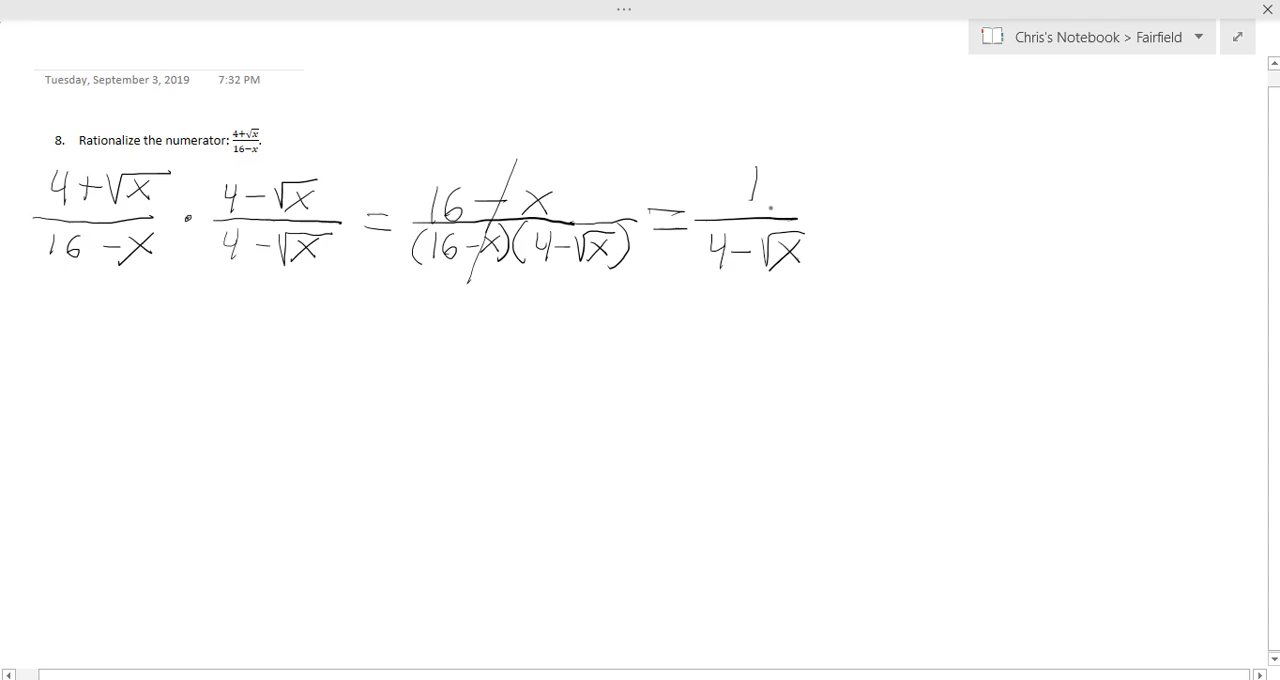 Chris's Notebook > Fairfield
Tuesday, September 3, 2019 7:32 PM
8. Rationalize the numerator: (4+√x)/(16−x).
(4+√x)/(16−x) · (4−√x)/(4−√x) = (16−x)/((16−x)(4−√x)) = 1/(4−√x)